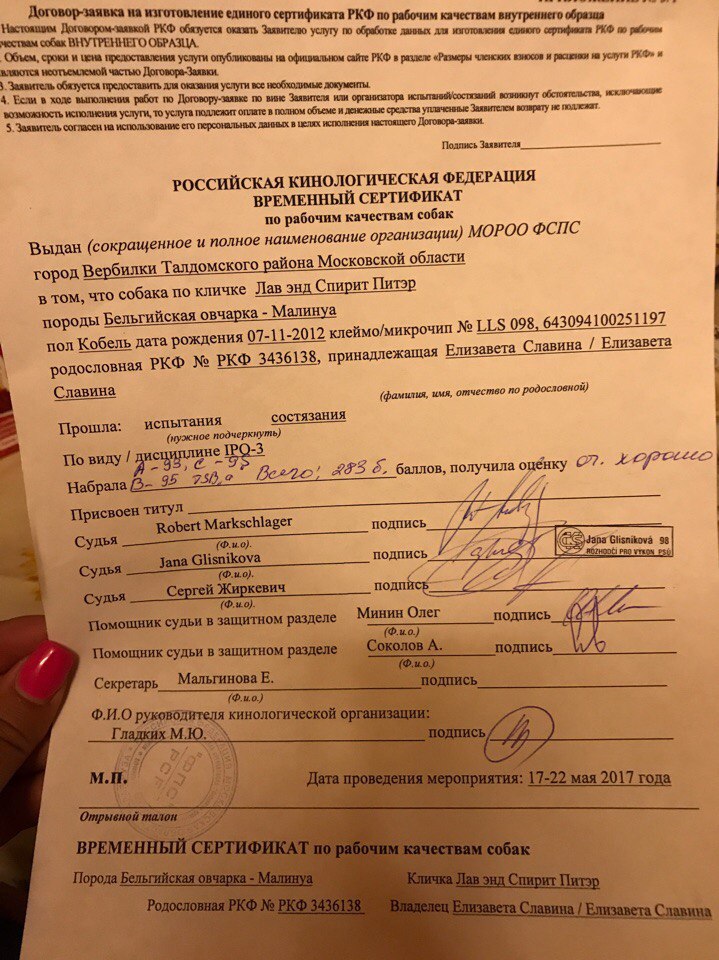 Договор-заявка на изготовление единого сертификата РКФ по рабочим качествам внутреннего образца
Настоящим Договором-заявкой РКФ обязуется оказать Заявителю услугу по обработке данных для изготовления единого сертификата РКФ по рабочим
чествам собак ВНУТРЕННЕГО ОБРАЗЦА.
Объем, сроки и цена предоставления услуги опубликованы на официальном сайте РКФ в разделе «Размеры членских взносов и расценки на услуги РКФ» и
вляются неотъемлемой частью Договора-Заявки.
3. Заявитель обязуется предоставить для оказания услуги все необходимые документы.
4. Если в ходе выполнения работ по Договору-заявке по вине Заявителя или организатора испытаний/состязаний возникнут обстоятельства, исключающие
возможность исполнения услуги, то услуга подлежит оплате в полном объеме и денежные средства уплаченные Заявителем возврату не подлежат.
5. Заявитель согласен на использование его персональных данных в целях исполнения настоящего Договора-заявки.
Подпись Заявителя
РОССИЙСКАЯ КИНОЛОГИЧЕСКАЯ ФЕДЕРАЦИЯ
ВРЕМЕННЫЙ СЕРТИФИКАТ
по рабочим качествам собак
Выдан (сокращенное и полное наименование организации) МОРОО ФСПС
город Вербилки Талдомского района Московской области
в том, что собака по кличке Лав энд Спирит Питэр
породы Бельгийская овчарка - Малинуа
пол Кобель дата рождения 07-11-2012 клеймо/микрочип № LLS 098, 643094100251197
родословная РКФ № РКФ 3436138, принадлежащая Елизавета Славина / Елизавета
Славина
(фамилия, имя, отчество по родословной)
Прошла: испытания состязания
(нужное подчеркнуть)
По виду / дисциплине IPO-3
А-93, С-95
Набрала В-95 TSB,a Всего: 283 б. баллов, получила оценку от. хорошо
Присвоен титул
Судья Robert Markschlager подпись
(Ф.и.о.)
Судья Jana Glisnikova подпись
Jana Glisniková 98
ROZHODČÍ PRO VÝKON PSŮ
(Ф.и.о).
Судья Сергей Жиркевич подпись
(Ф.и.о).
Помощник судьи в защитном разделе Минин Олег подпись
(Ф.и.о.)
Помощник судьи в защитном разделе Соколов А. подпись
(Ф.и.о.)
Секретарь Мальгинова Е. подпись
(Ф.и.о.)
Ф.И.О руководителя кинологической организации:
Гладких М.Ю. подпись
М.П. Дата проведения мероприятия: 17-22 мая 2017 года
Отрывной талон
ВРЕМЕННЫЙ СЕРТИФИКАТ по рабочим качествам собак
Порода Бельгийская овчарка - Малинуа Кличка Лав энд Спирит Питэр
Родословная РКФ № РКФ 3436138 Владелец Елизавета Славина / Елизавета Славина